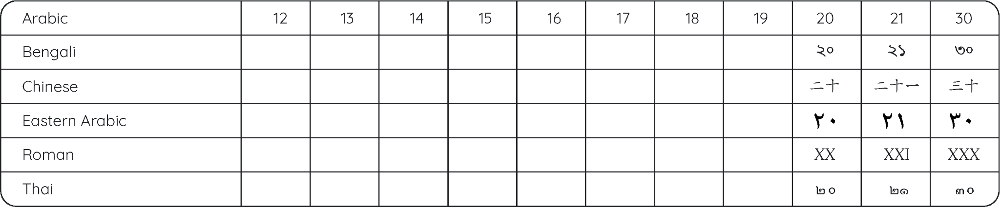 Arabic 12 13 14 15 16 17 18 19 20 21 30
Bengali ২০ ২১ ৩০
Chinese 二十 二十一 三十
Eastern Arabic ٢٠ ٢١ ٣٠
Roman XX XXI XXX
Thai ๒๐ ๒๑ ๓๐